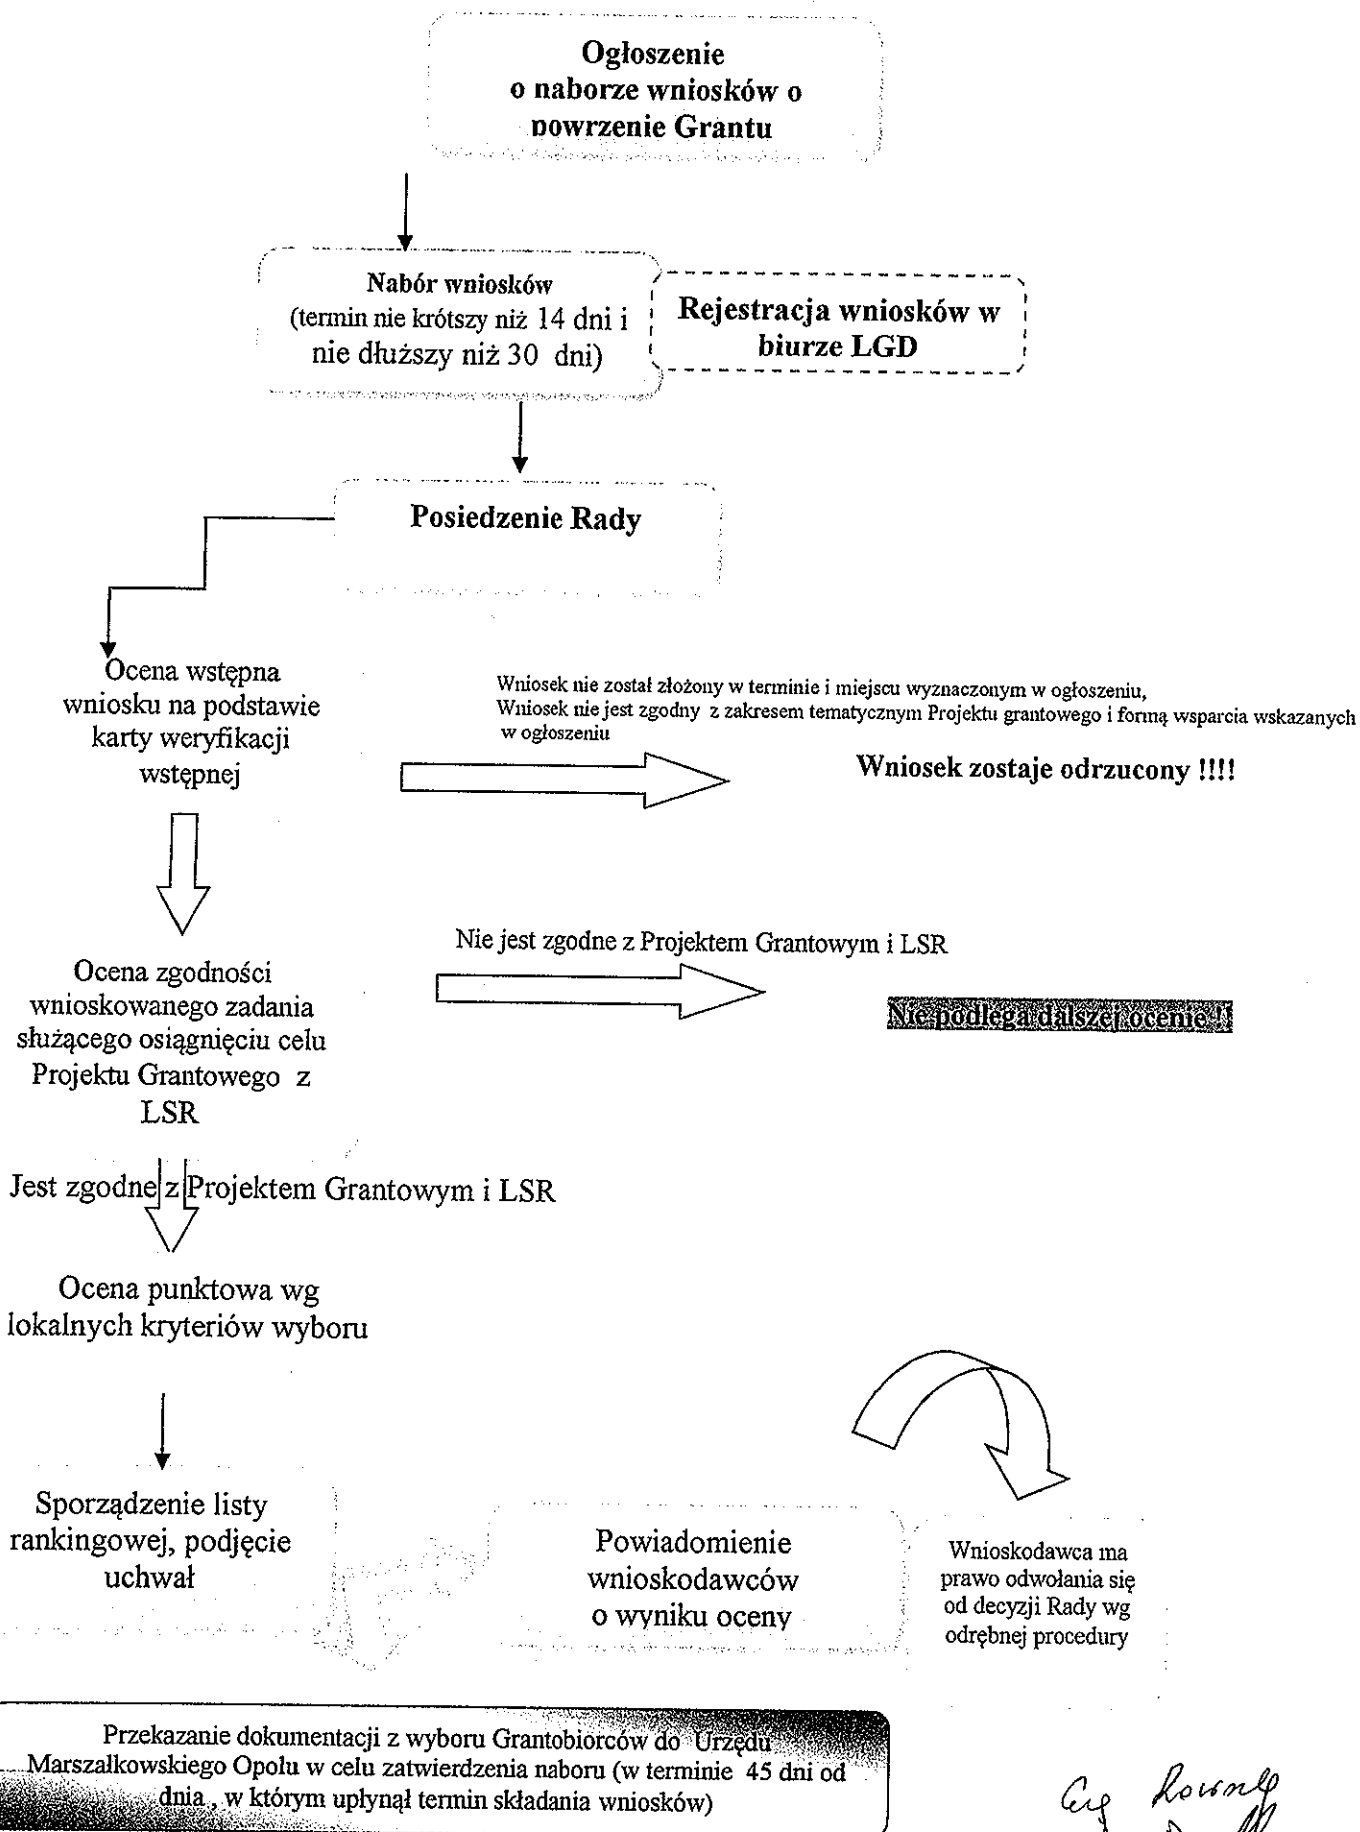 Ogłoszenie
o naborze wniosków o
powrzenie Grantu
Nabór wniosków
(termin nie krótszy niż 14 dni i
nie dłuższy niż 30 dni)
Rejestracja wniosków w
biurze LGD
Posiedzenie Rady
Ocena wstępna
wniosku na podstawie
karty weryfikacji
wstępnej
Wniosek nie został złożony w terminie i miejscu wyznaczonym w ogłoszeniu,
Wniosek nie jest zgodny z zakresem tematycznym Projektu grantowego i formą wsparcia wskazanych
w ogłoszeniu
Wniosek zostaje odrzucony !!!!
Ocena zgodności
wnioskowanego zadania
służącego osiągnięciu celu
Projektu Grantowego z
LSR
Nie jest zgodne z Projektem Grantowym i LSR
Nie podlega dalszej ocenie !!
Jest zgodne z Projektem Grantowym i LSR
Ocena punktowa wg
lokalnych kryteriów wyboru
Sporządzenie listy
rankingowej, podjęcie
uchwał
Powiadomienie
wnioskodawców
o wyniku oceny
Wnioskodawca ma
prawo odwołania się
od decyzji Rady wg
odrębnej procedury
Przekazanie dokumentacji z wyboru Grantobiorców do Urzędu
Marszałkowskiego Opolu w celu zatwierdzenia naboru (w terminie 45 dni od
dnia , w którym upłynął termin składania wniosków)